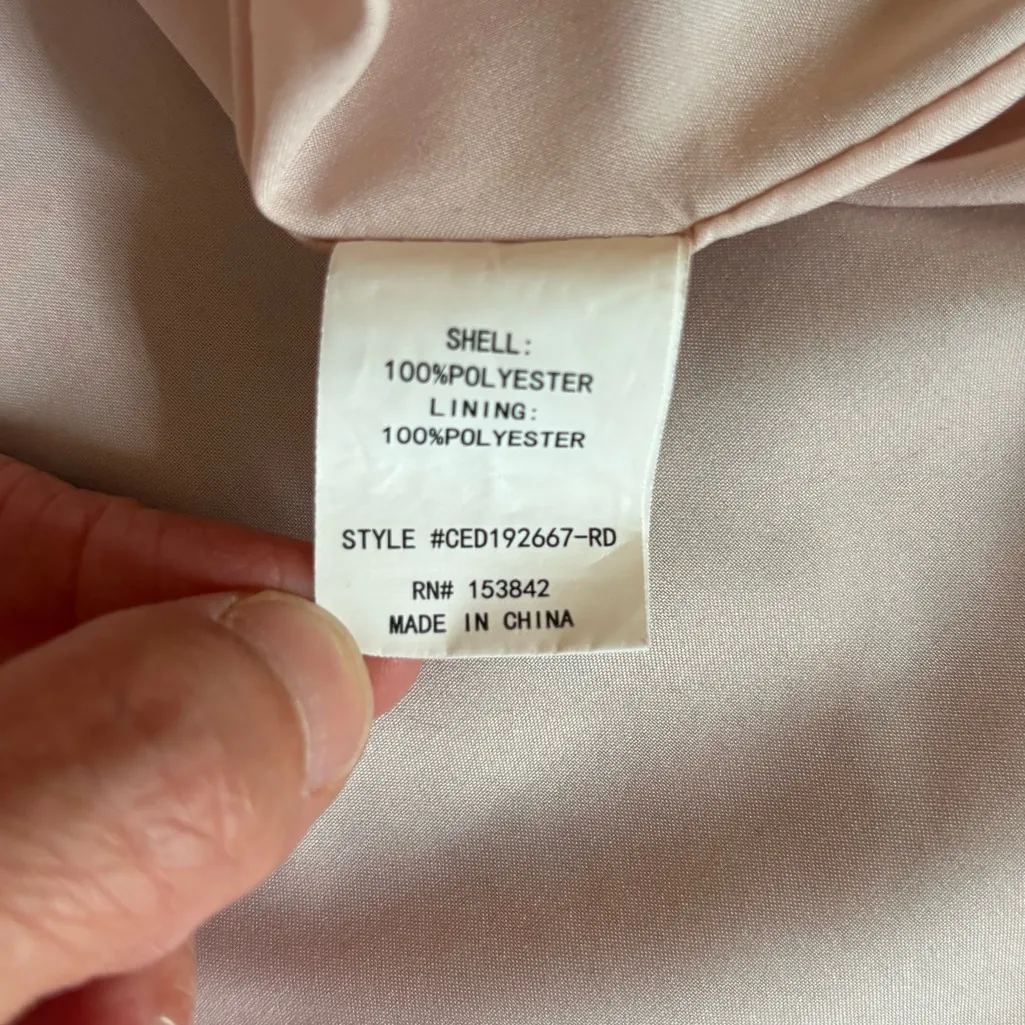 SHELL:
100%POLYESTER
LINING:
100%POLYESTER
STYLE #CED192667-RD
RN# 153842
MADE IN CHINA